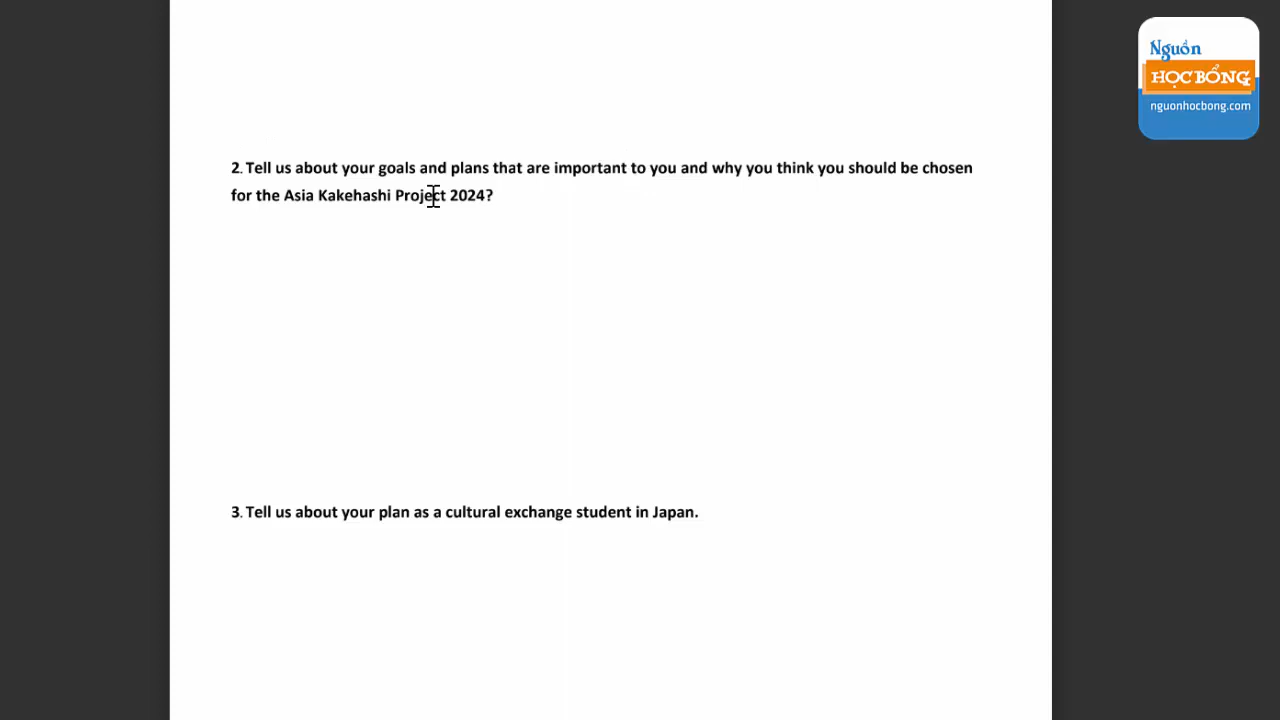 Nguồn
HỌC BỔNG
nguonhocbong.com
2. Tell us about your goals and plans that are important to you and why you think you should be chosen
for the Asia Kakehashi Project 2024?
3. Tell us about your plan as a cultural exchange student in Japan.